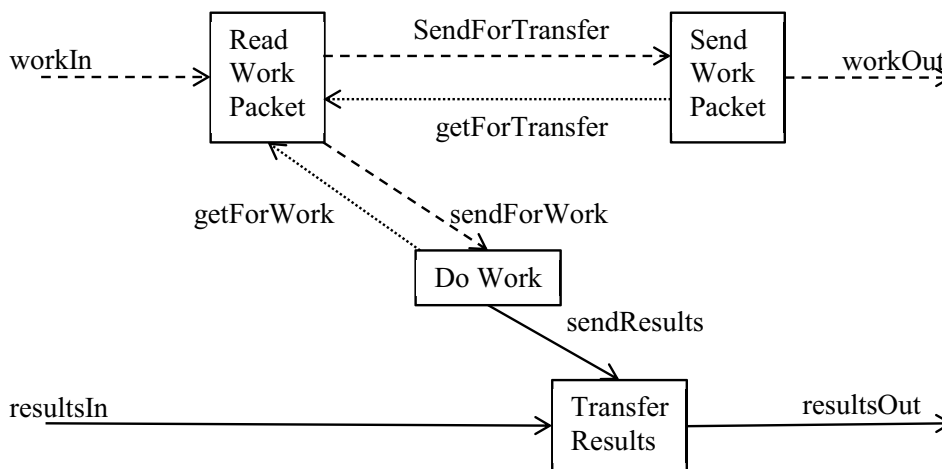 workIn
Read
Work
Packet
SendForTransfer
getForTransfer
Send
Work
Packet
workOut
getForWork
sendForWork
Do Work
sendResults
resultsIn
Transfer
Results
resultsOut